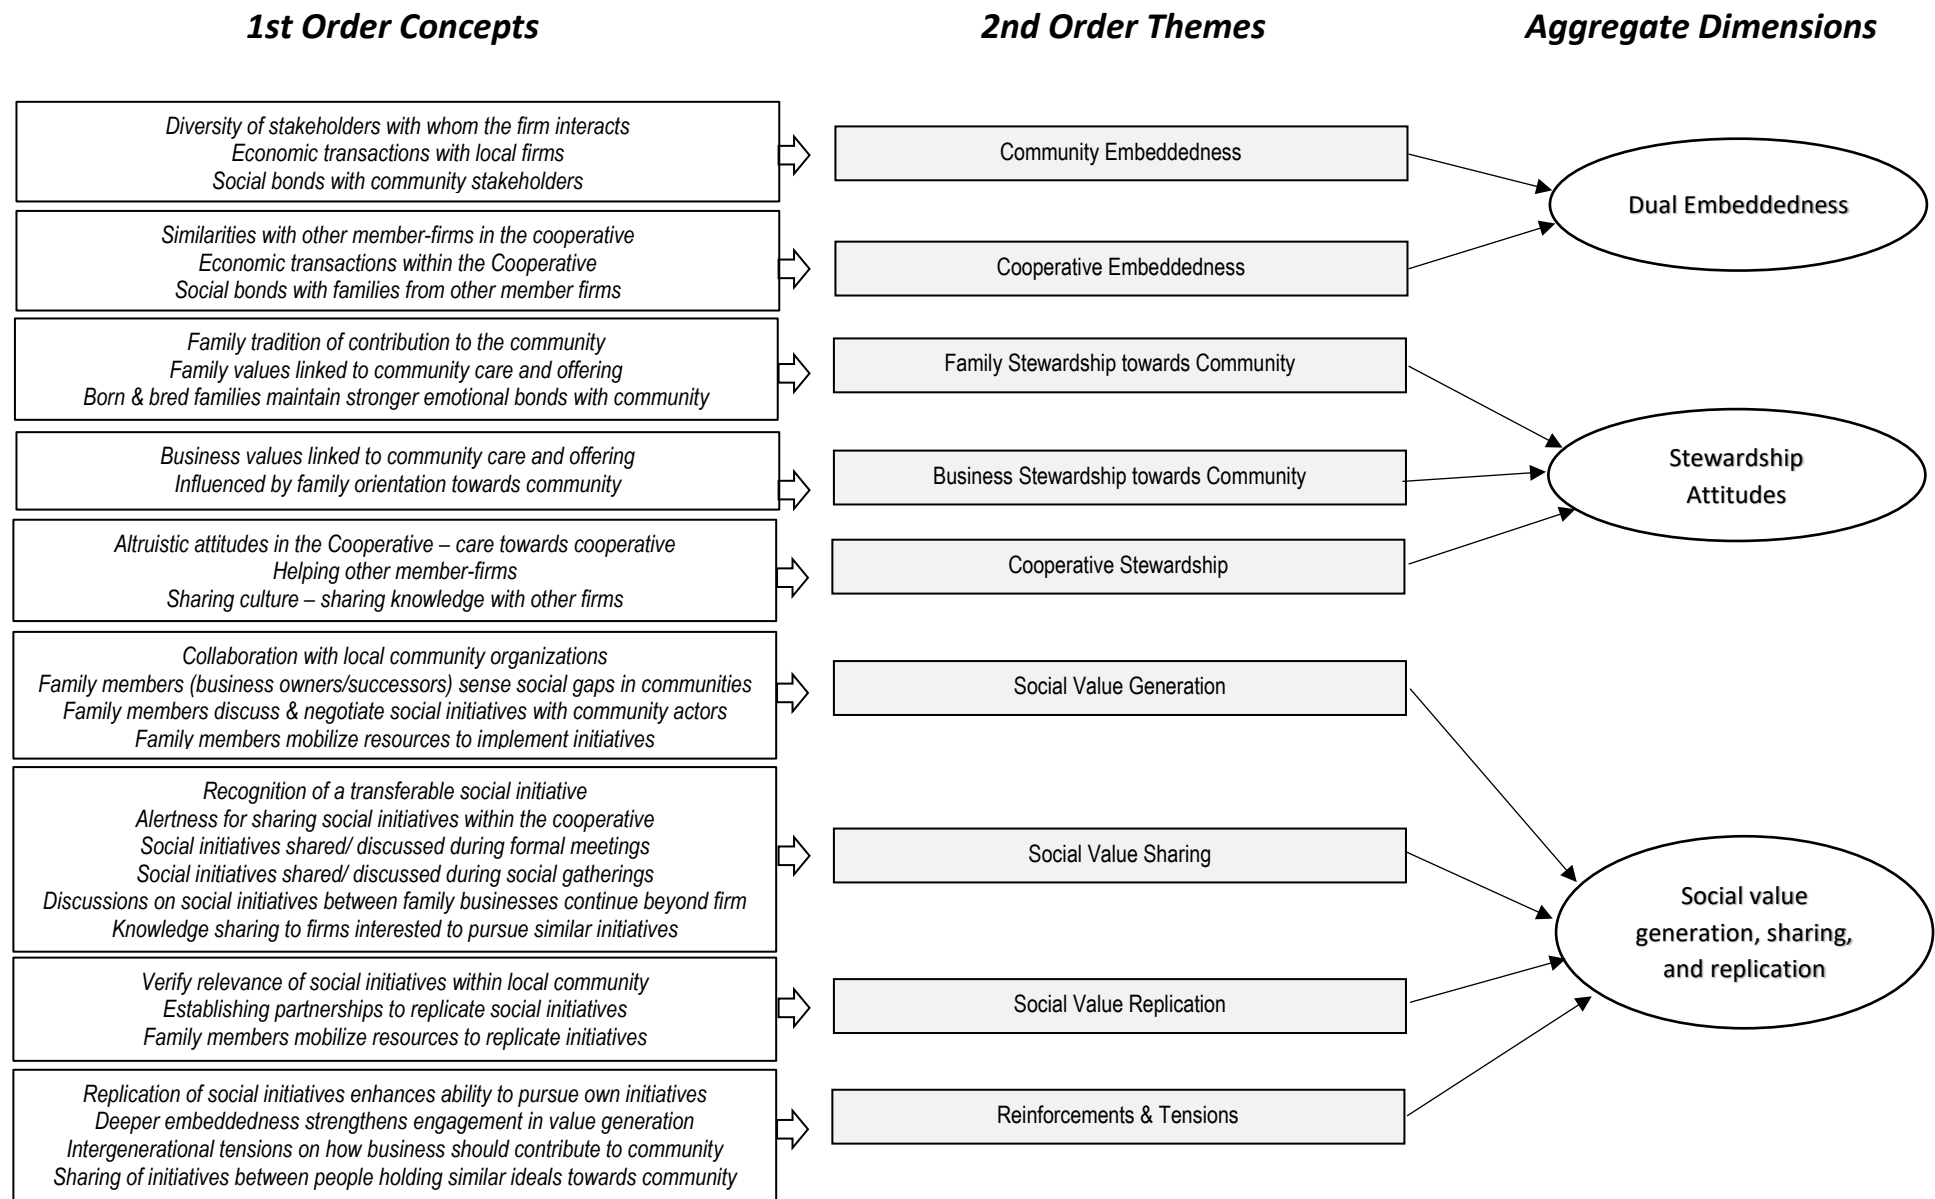 1st Order Concepts
2nd Order Themes
Aggregate Dimensions
Diversity of stakeholders with whom the firm interacts
Economic transactions with local firms
Social bonds with community stakeholders
Community Embeddedness
Similarities with other member-firms in the cooperative
Economic transactions within the Cooperative
Social bonds with families from other member firms
Cooperative Embeddedness
Dual Embeddedness
Family tradition of contribution to the community
Family values linked to community care and offering
Born & bred families maintain stronger emotional bonds with community
Family Stewardship towards Community
Business values linked to community care and offering
Influenced by family orientation towards community
Business Stewardship towards Community
Altruistic attitudes in the Cooperative – care towards cooperative
Helping other member-firms
Sharing culture – sharing knowledge with other firms
Cooperative Stewardship
Stewardship
Attitudes
Collaboration with local community organizations
Family members (business owners/successors) sense social gaps in communities
Family members discuss & negotiate social initiatives with community actors
Family members mobilize resources to implement initiatives
Social Value Generation
Recognition of a transferable social initiative
Alertness for sharing social initiatives within the cooperative
Social initiatives shared/ discussed during formal meetings
Social initiatives shared/ discussed during social gatherings
Discussions on social initiatives between family businesses continue beyond firm
Knowledge sharing to firms interested to pursue similar initiatives
Social Value Sharing
Verify relevance of social initiatives within local community
Establishing partnerships to replicate social initiatives
Family members mobilize resources to replicate initiatives
Social Value Replication
Replication of social initiatives enhances ability to pursue own initiatives
Deeper embeddedness strengthens engagement in value generation
Intergenerational tensions on how business should contribute to community
Sharing of initiatives between people holding similar ideals towards community
Reinforcements & Tensions
Social value
generation, sharing,
and replication